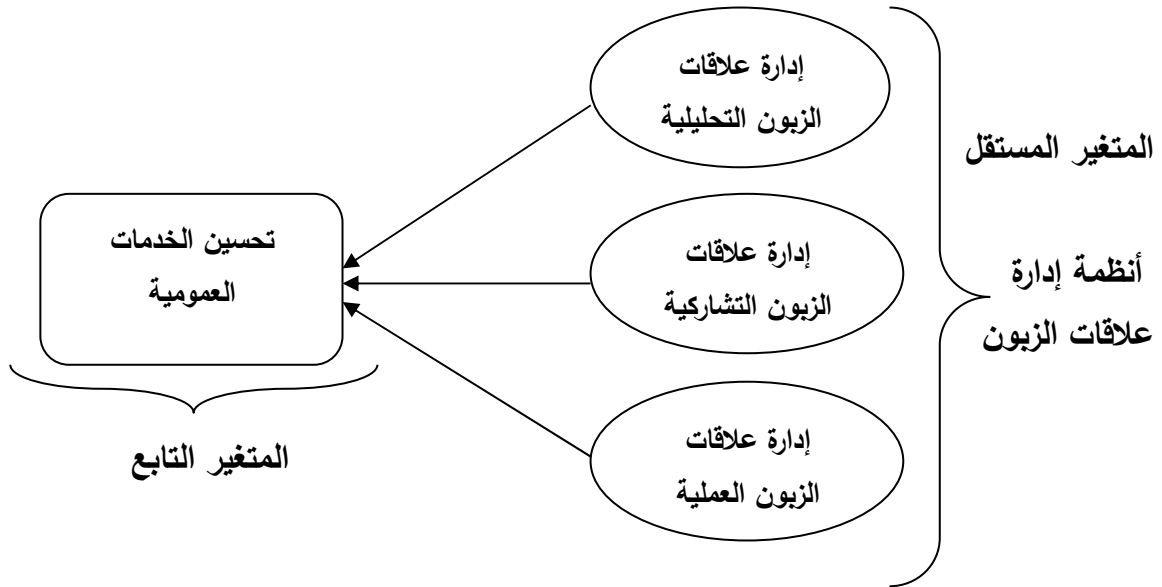 إدارة علاقات
الزبون التحليلية
المتغير المستقل
إدارة علاقات
الزبون التشاركية
أنظمة إدارة
علاقات الزبون
تحسين الخدمات
العمومية
إدارة علاقات
الزبون العملية
المتغير التابع